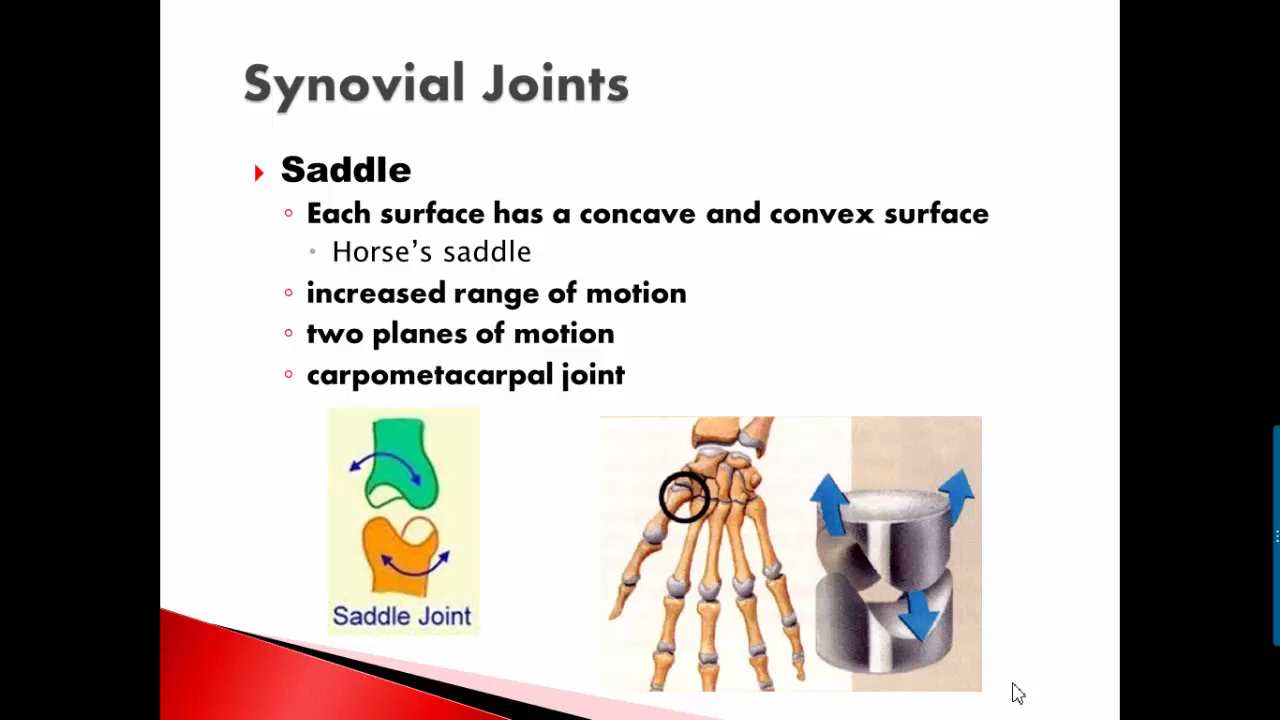 Synovial Joints
Saddle
Each surface has a concave and convex surface
Horse’s saddle
increased range of motion
two planes of motion
carpometacarpal joint
Saddle Joint